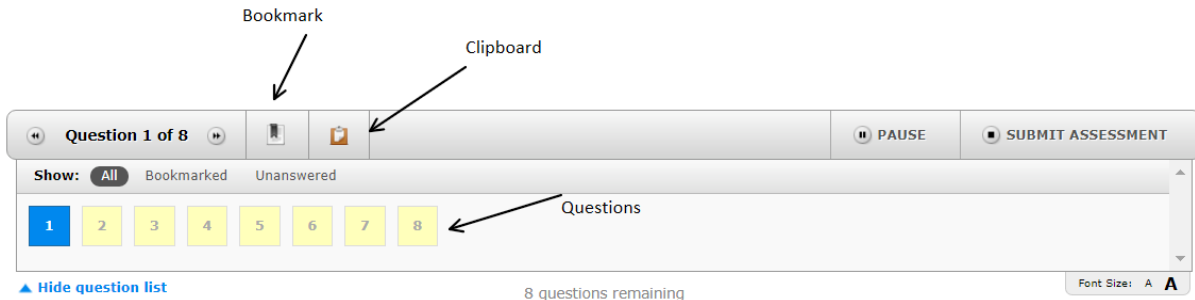 Bookmark
Clipboard
Question 1 of 8
PAUSE
SUBMIT ASSESSMENT
Show: All Bookmarked Unanswered
1 2 3 4 5 6 7 8
Questions
Hide question list
8 questions remaining
Font Size: A A